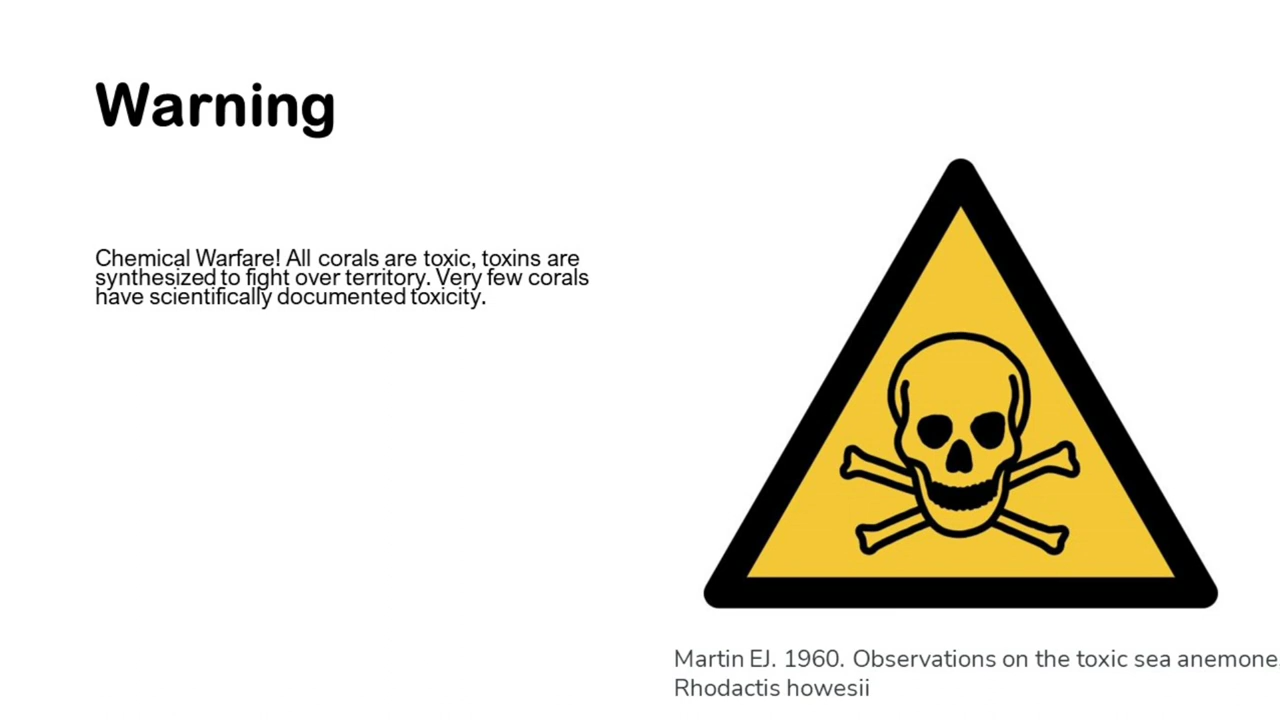 Warning
Chemical Warfare! All corals are toxic, toxins are
synthesized to fight over territory. Very few corals
have scientifically documented toxicity.
Martin EJ. 1960. Observations on the toxic sea anemone
Rhodactis howesii